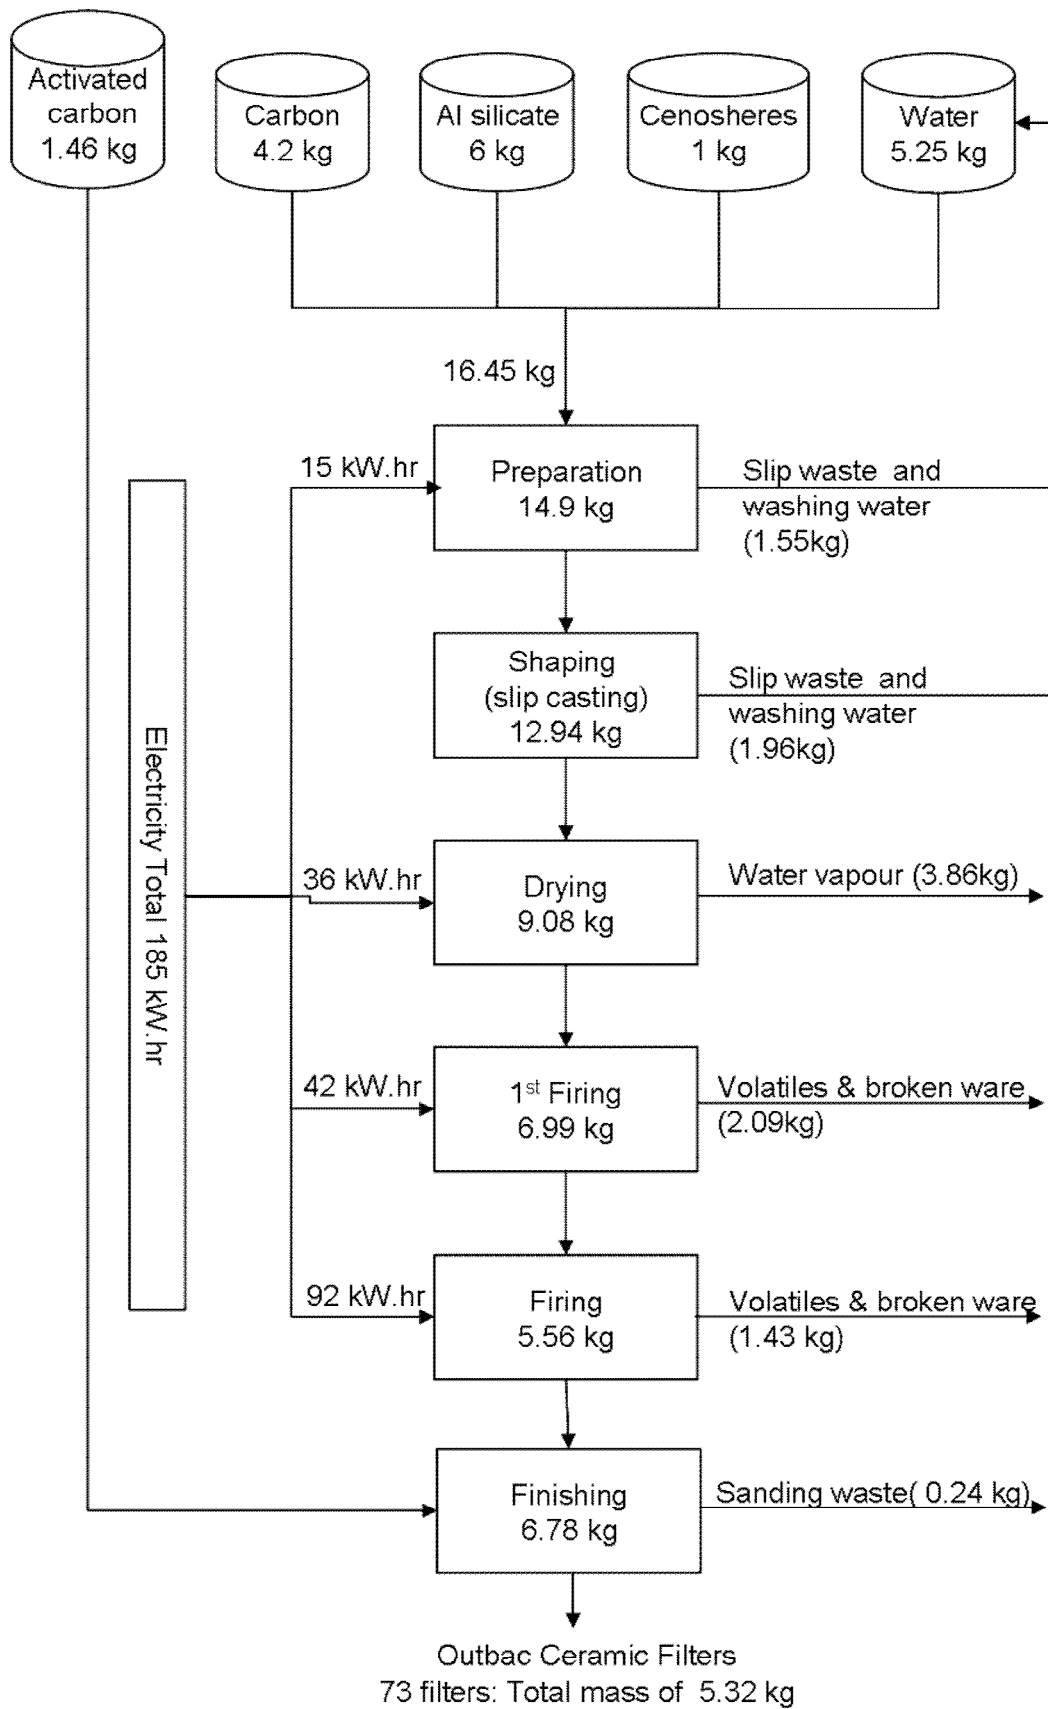 Activated
carbon
1.46 kg
Carbon
4.2 kg
Al silicate
6 kg
Cenosheres
1 kg
Water
5.25 kg
16.45 kg
15 kW.hr
Preparation
14.9 kg
Slip waste and
washing water
(1.55kg)
Shaping
(slip casting)
12.94 kg
Slip waste and
washing water
(1.96kg)
Electricity Total 185 kW.hr
36 kW.hr
Drying
9.08 kg
Water vapour (3.86kg)
42 kW.hr
1st Firing
6.99 kg
Volatiles & broken ware
(2.09kg)
92 kW.hr
Firing
5.56 kg
Volatiles & broken ware
(1.43 kg)
Finishing
6.78 kg
Sanding waste( 0.24 kg)
Outbac Ceramic Filters
73 filters: Total mass of 5.32 kg